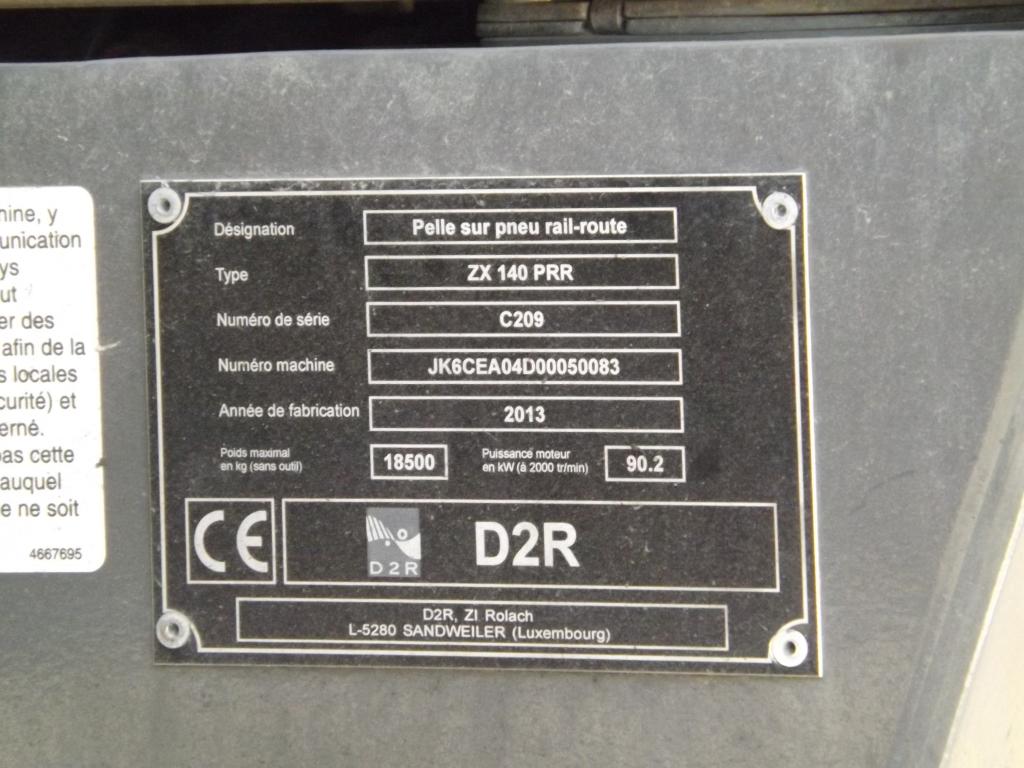 hine, y
unication
ys
ut
er des
afin de la
s locales
curité) et
erné.
pas cette
auquel
e ne soit
4667695
Désignation Pelle sur pneu rail-route
Type ZX 140 PRR
Numéro de série C209
Numéro machine JK6CEA04D00050083
Année de fabrication 2013
Poids maximal
en kg (sans outil) 18500
Puissance moteur
en kW (à 2000 tr/min) 90.2
CE
D2R
D2R
D2R, ZI Rolach
L-5280 SANDWEILER (Luxembourg)